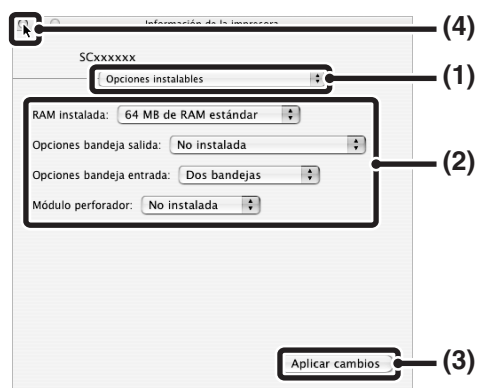 Información de la impresora
(4)
SCxxxxxx
Opciones instalables
(1)
RAM instalada: 64 MB de RAM estándar
Opciones bandeja salida: No instalada
(2)
Opciones bandeja entrada: Dos bandejas
Módulo perforador: No instalada
Aplicar cambios
(3)